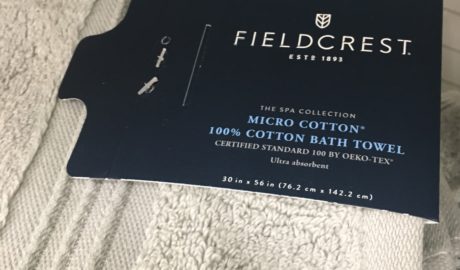 FIELDCREST®
ESTD 1893
THE SPA COLLECTION
MICRO COTTON®
100% COTTON BATH TOWEL
CERTIFIED STANDARD 100 BY OEKO-TEX®
Ultra absorbent
30 in x 56 in (76.2 cm x 142.2 cm)